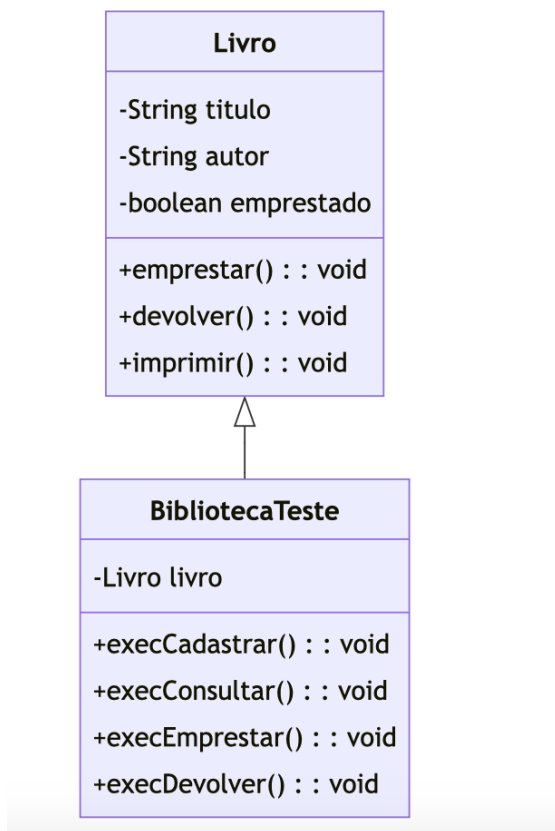 Livro
-String titulo
-String autor
-boolean emprestado
+emprestar() : : void
+devolver() : : void
+imprimir() : : void
BibliotecaTeste
-Livro livro
+execCadastrar() : : void
+execConsultar() : : void
+execEmprestar() : : void
+execDevolver() : : void